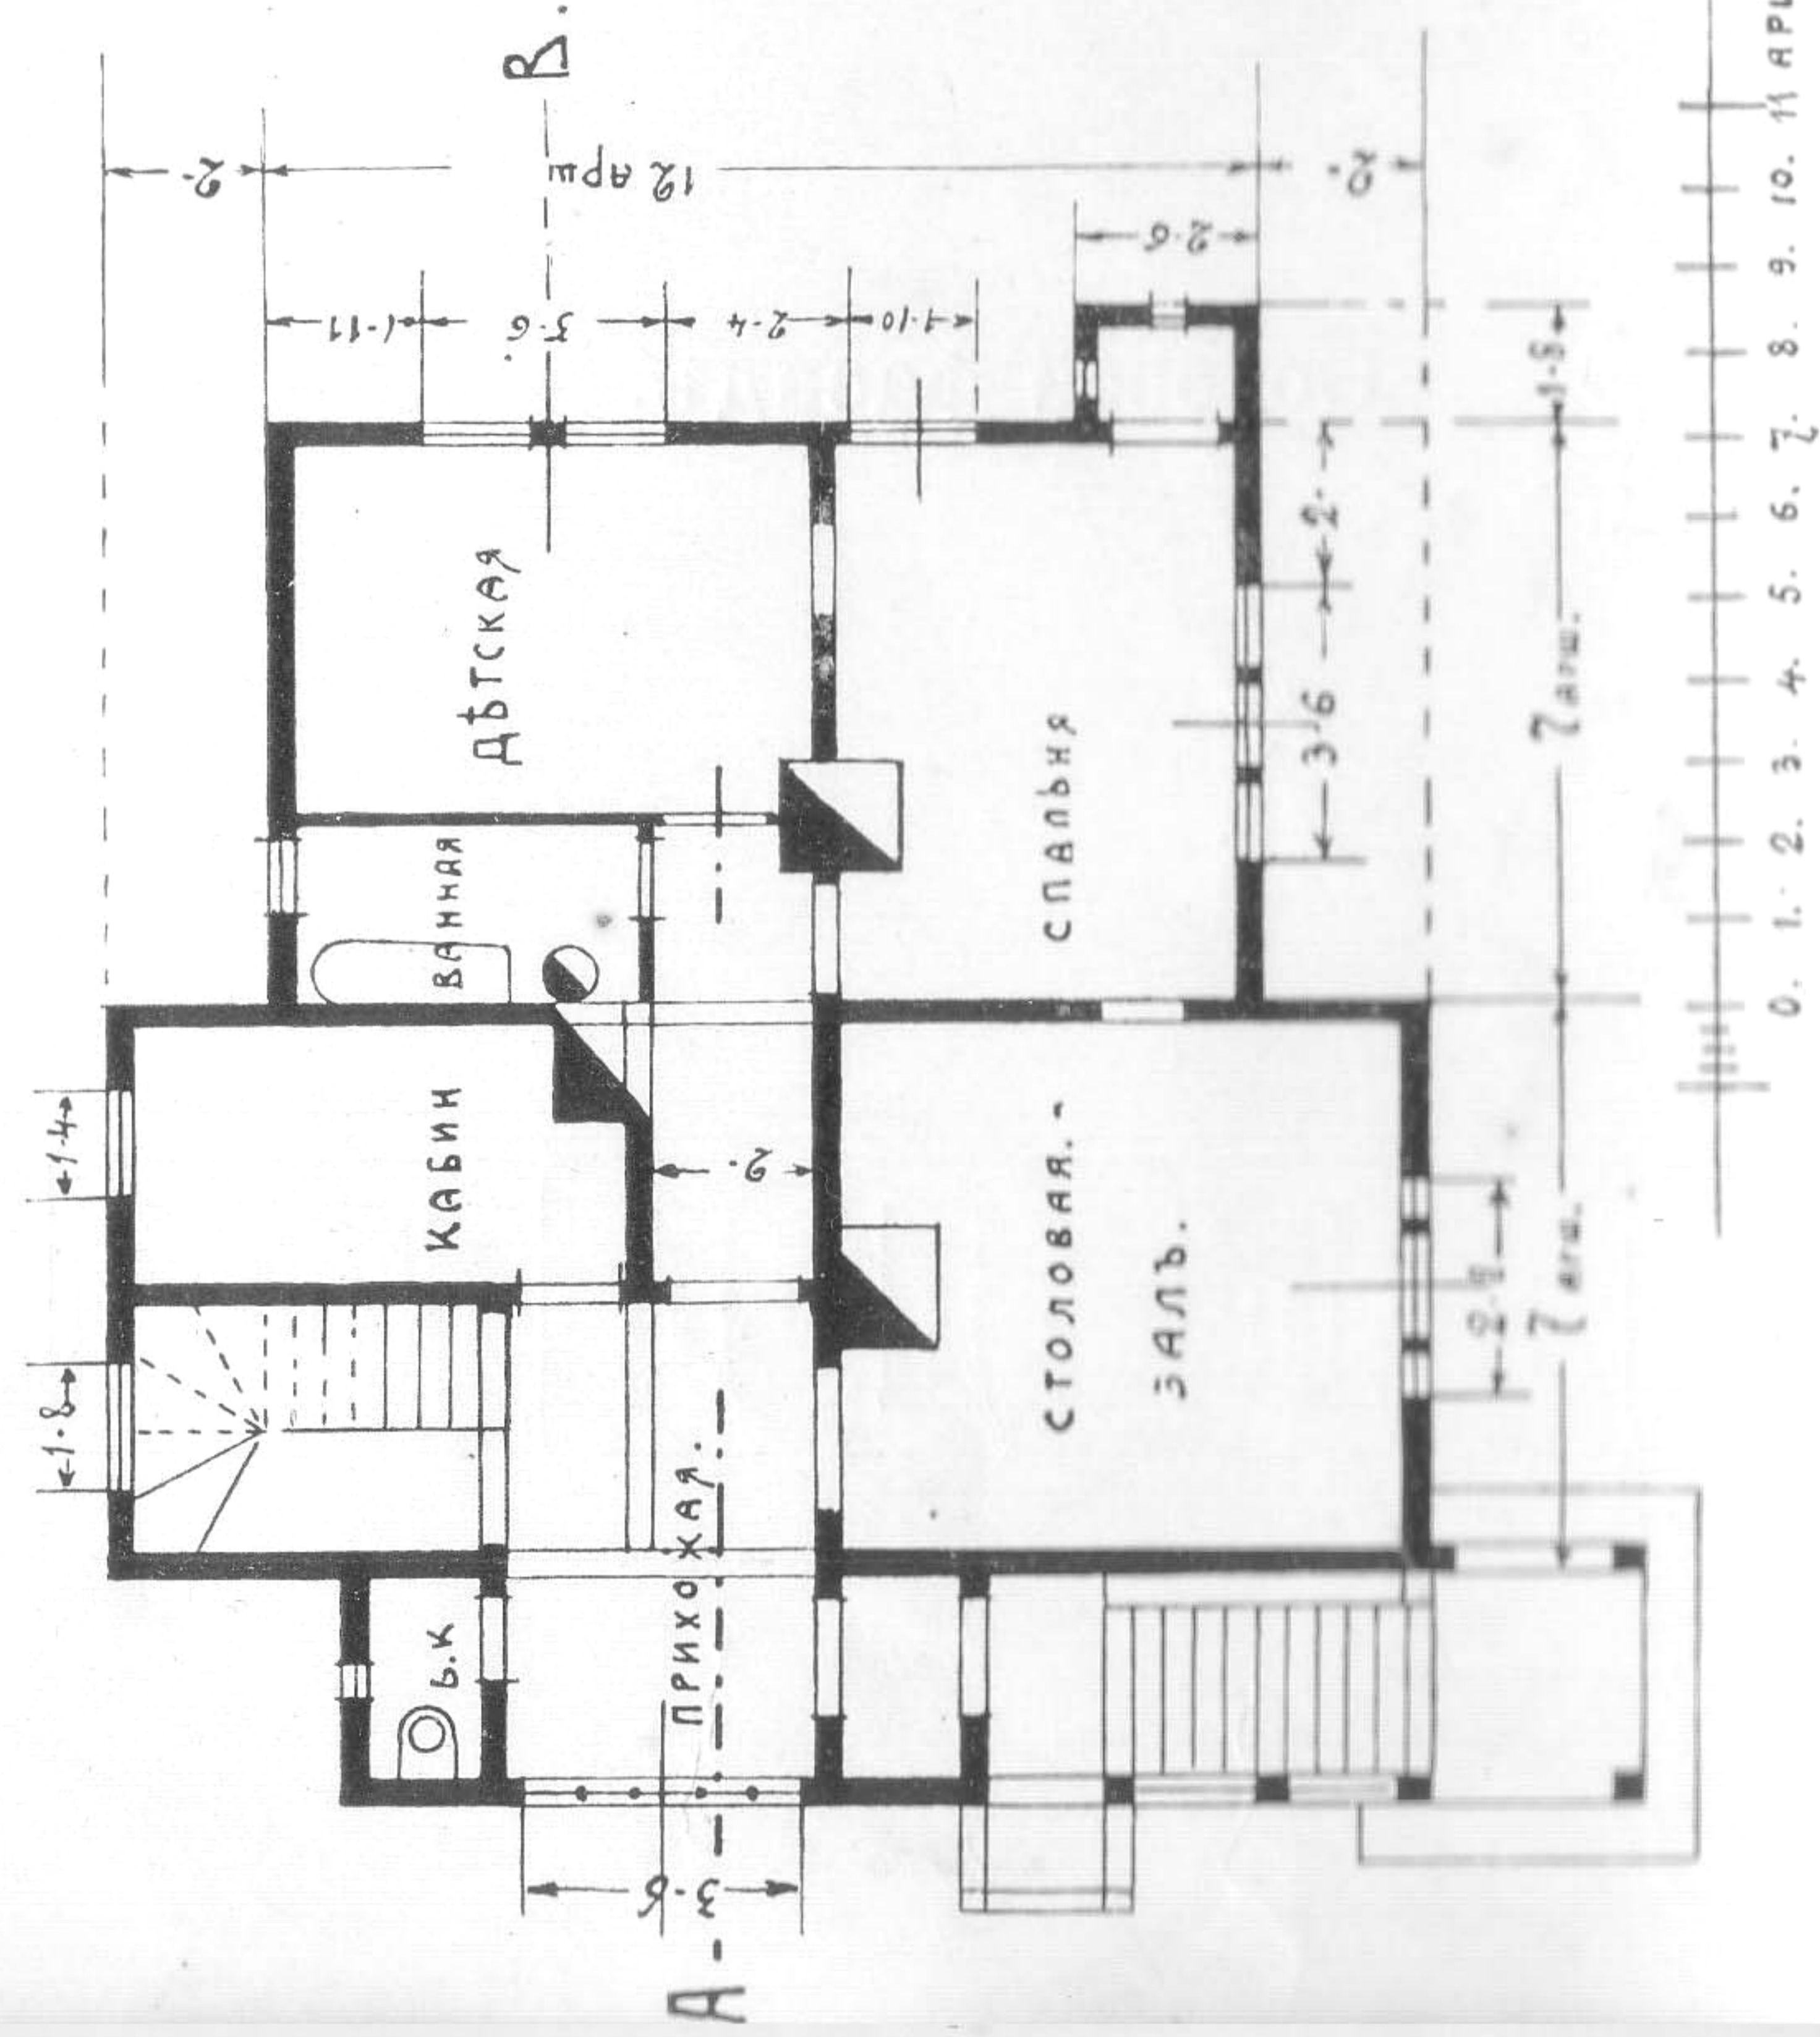 В.
2.
12 арш
2.
1-11
3-6.
2-4
1-10
2-6
1-8
2.
3-6
7 арш.
7 арш.
ДѢТСКАЯ
ВАННАЯ
СПАЛЬНЯ
КАБИН
1-4
1-8
2.
СТОЛОВАЯ.-
ЗАЛЪ.
ПРИХОЖАЯ.
В.К
3-6
А
0. 1. 2. 3. 4. 5. 6. 7. 8. 9. 10. 11 АРШ